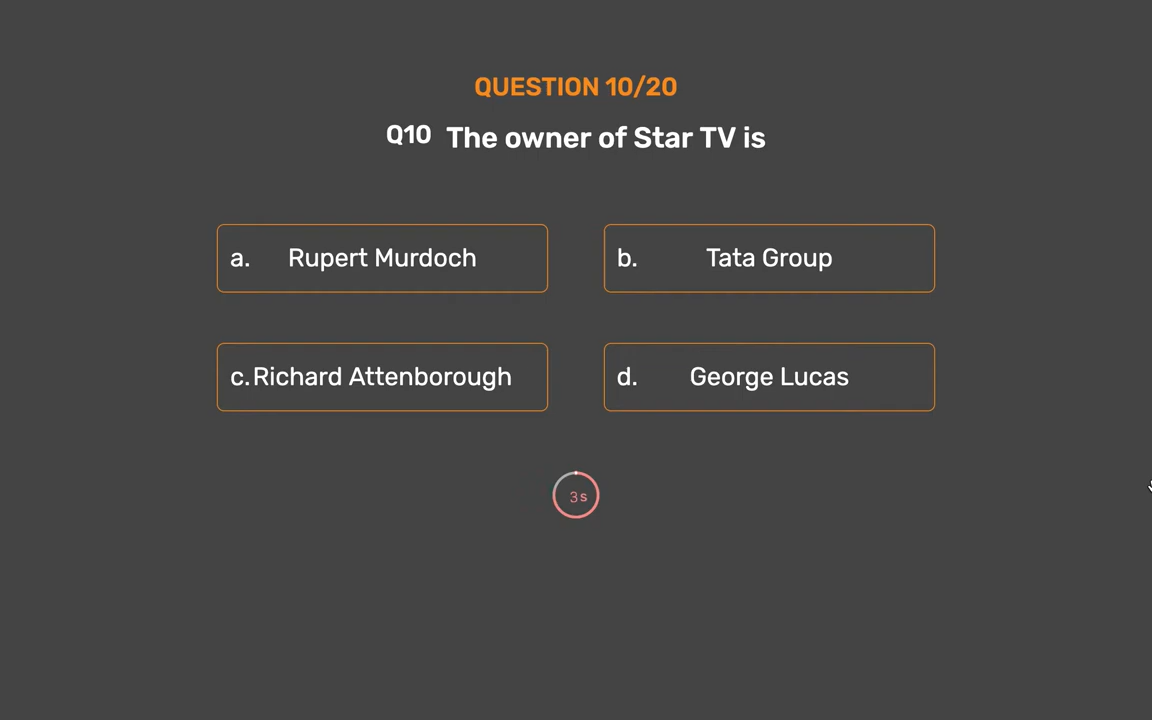 QUESTION 10/20
Q10 The owner of Star TV is
a. Rupert Murdoch
b. Tata Group
c. Richard Attenborough
d. George Lucas
3s